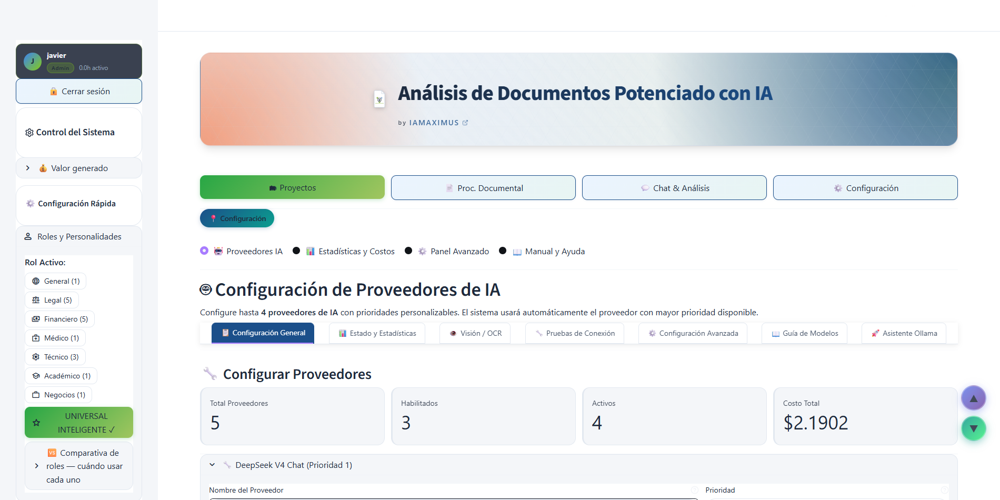 J
javier
Admin
0.0h activo
Cerrar sesión
Control del Sistema
Valor generado
Configuración Rápida
Roles y Personalidades
Rol Activo:
General (1)
Legal (5)
Financiero (5)
Médico (1)
Técnico (3)
Académico (1)
Negocios (1)
UNIVERSAL
INTELIGENTE ✓
VS Comparativa de
roles — cuándo usar
cada uno
Análisis de Documentos Potenciado con IA
by IAMAXIMUS
Proyectos
Proc. Documental
Chat & Análisis
Configuración
Configuración
Proveedores IA
Estadísticas y Costos
Panel Avanzado
Manual y Ayuda
Configuración de Proveedores de IA
Configure hasta 4 proveedores de IA con prioridades personalizables. El sistema usará automáticamente el proveedor con mayor prioridad disponible.
Configuración General
Estado y Estadísticas
Visión / OCR
Pruebas de Conexión
Configuración Avanzada
Guía de Modelos
Asistente Ollama
Configurar Proveedores
Total Proveedores
5
Habilitados
3
Activos
4
Costo Total
$2.1902
DeepSeek V4 Chat (Prioridad 1)
Nombre del Proveedor
Prioridad